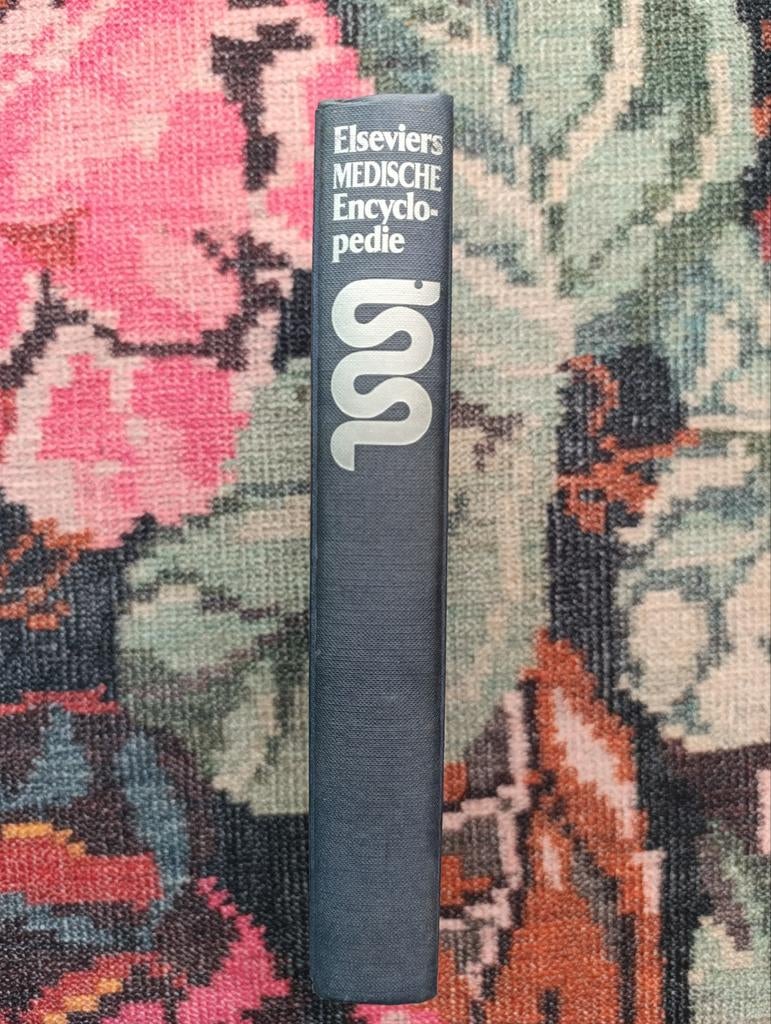 Elseviers
MEDISCHE
Encyclo-
pedie